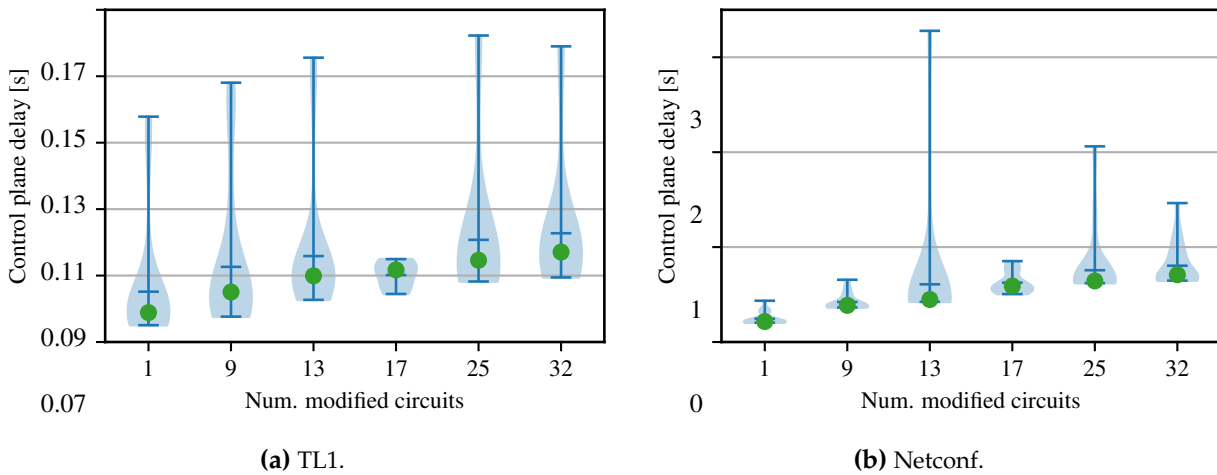 Control plane delay [s]
0.17
0.15
0.13
0.11
0.09
0.07
1 9 13 17 25 32
Num. modified circuits
(a) TL1.
Control plane delay [s]
3
2
1
0
1 9 13 17 25 32
Num. modified circuits
(b) Netconf.